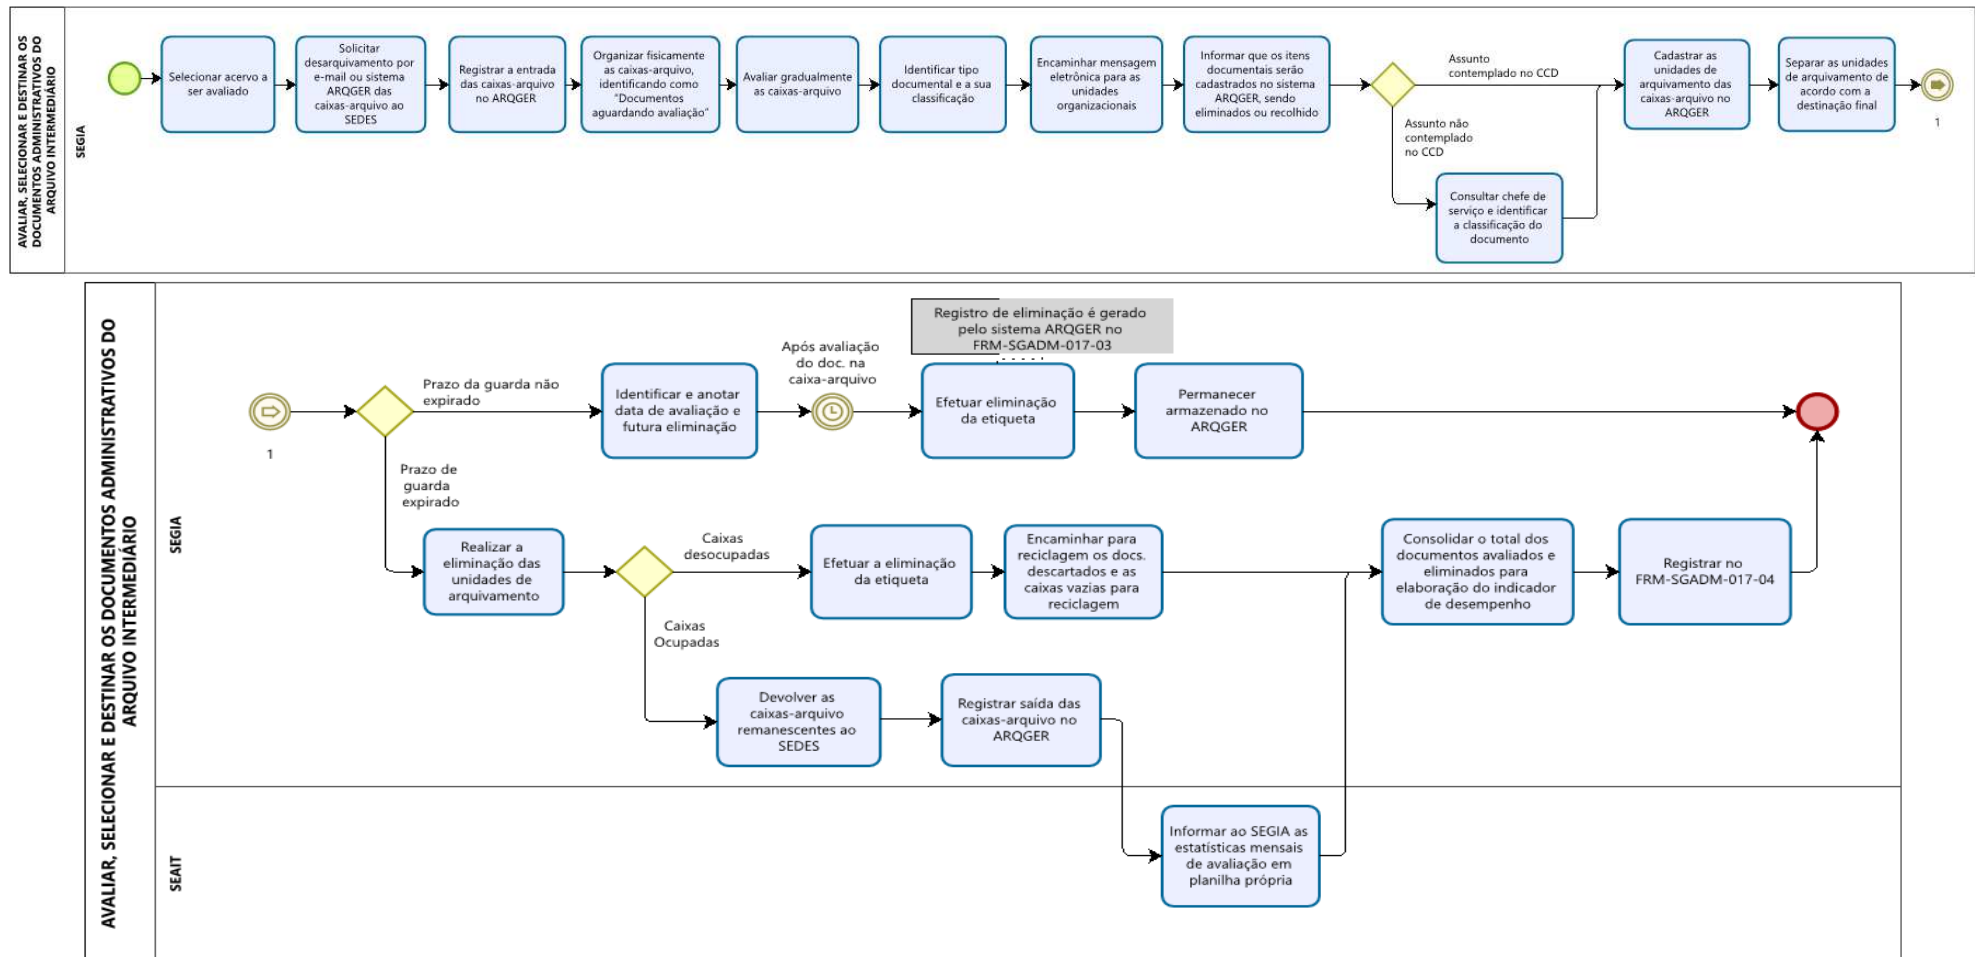 AVALIAR, SELECIONAR E DESTINAR OS
DOCUMENTOS ADMINISTRATIVOS DO
ARQUIVO INTERMEDIÁRIO
SEGIA
Selecionar acervo a
ser avaliado
Solicitar
desarquivamento por
e-mail ou sistema
ARQGER das
caixas-arquivo ao
SEDES
Registrar a entrada
das caixas-arquivo
no ARQGER
Organizar fisicamente
as caixas-arquivo,
identificando como
"Documentos
aguardando avaliação"
Avaliar gradualmente
as caixas-arquivo
Identificar tipo
documental e a sua
classificação
Encaminhar mensagem
eletrônica para as
unidades
organizacionais
Informar que os itens
documentais serão
cadastrados no sistema
ARQGER, sendo
eliminados ou recolhido
Assunto
contemplado no CCD
Assunto não
contemplado
no CCD
Consultar chefe de
serviço e identificar
a classificação do
documento
Cadastrar as
unidades de
arquivamento das
caixas-arquivo no
ARQGER
Separar as unidades
de arquivamento de
acordo com a
destinação final
1
AVALIAR, SELECIONAR E DESTINAR OS DOCUMENTOS ADMINISTRATIVOS DO
ARQUIVO INTERMEDIÁRIO
SEGIA
1
Prazo da guarda não
expirado
Identificar e anotar
data de avaliação e
futura eliminação
Após avaliação
do doc. na
caixa-arquivo
Registro de eliminação é gerado
pelo sistema ARQGER no
FRM-SGADM-017-03
Efetuar eliminação
da etiqueta
Permanecer
armazenado no
ARQGER
Prazo de
guarda
expirado
Realizar a
eliminação das
unidades de
arquivamento
Caixas
desocupadas
Efetuar a eliminação
da etiqueta
Encaminhar para
reciclagem os docs.
descartados e as
caixas vazias para
reciclagem
Consolidar o total dos
documentos avaliados e
eliminados para
elaboração do indicador
de desempenho
Registrar no
FRM-SGADM-017-04
Caixas
Ocupadas
Devolver as
caixas-arquivo
remanescentes ao
SEDES
Registrar saída das
caixas-arquivo no
ARQGER
SEAIT
Informar ao SEGIA as
estatísticas mensais
de avaliação em
planilha própria